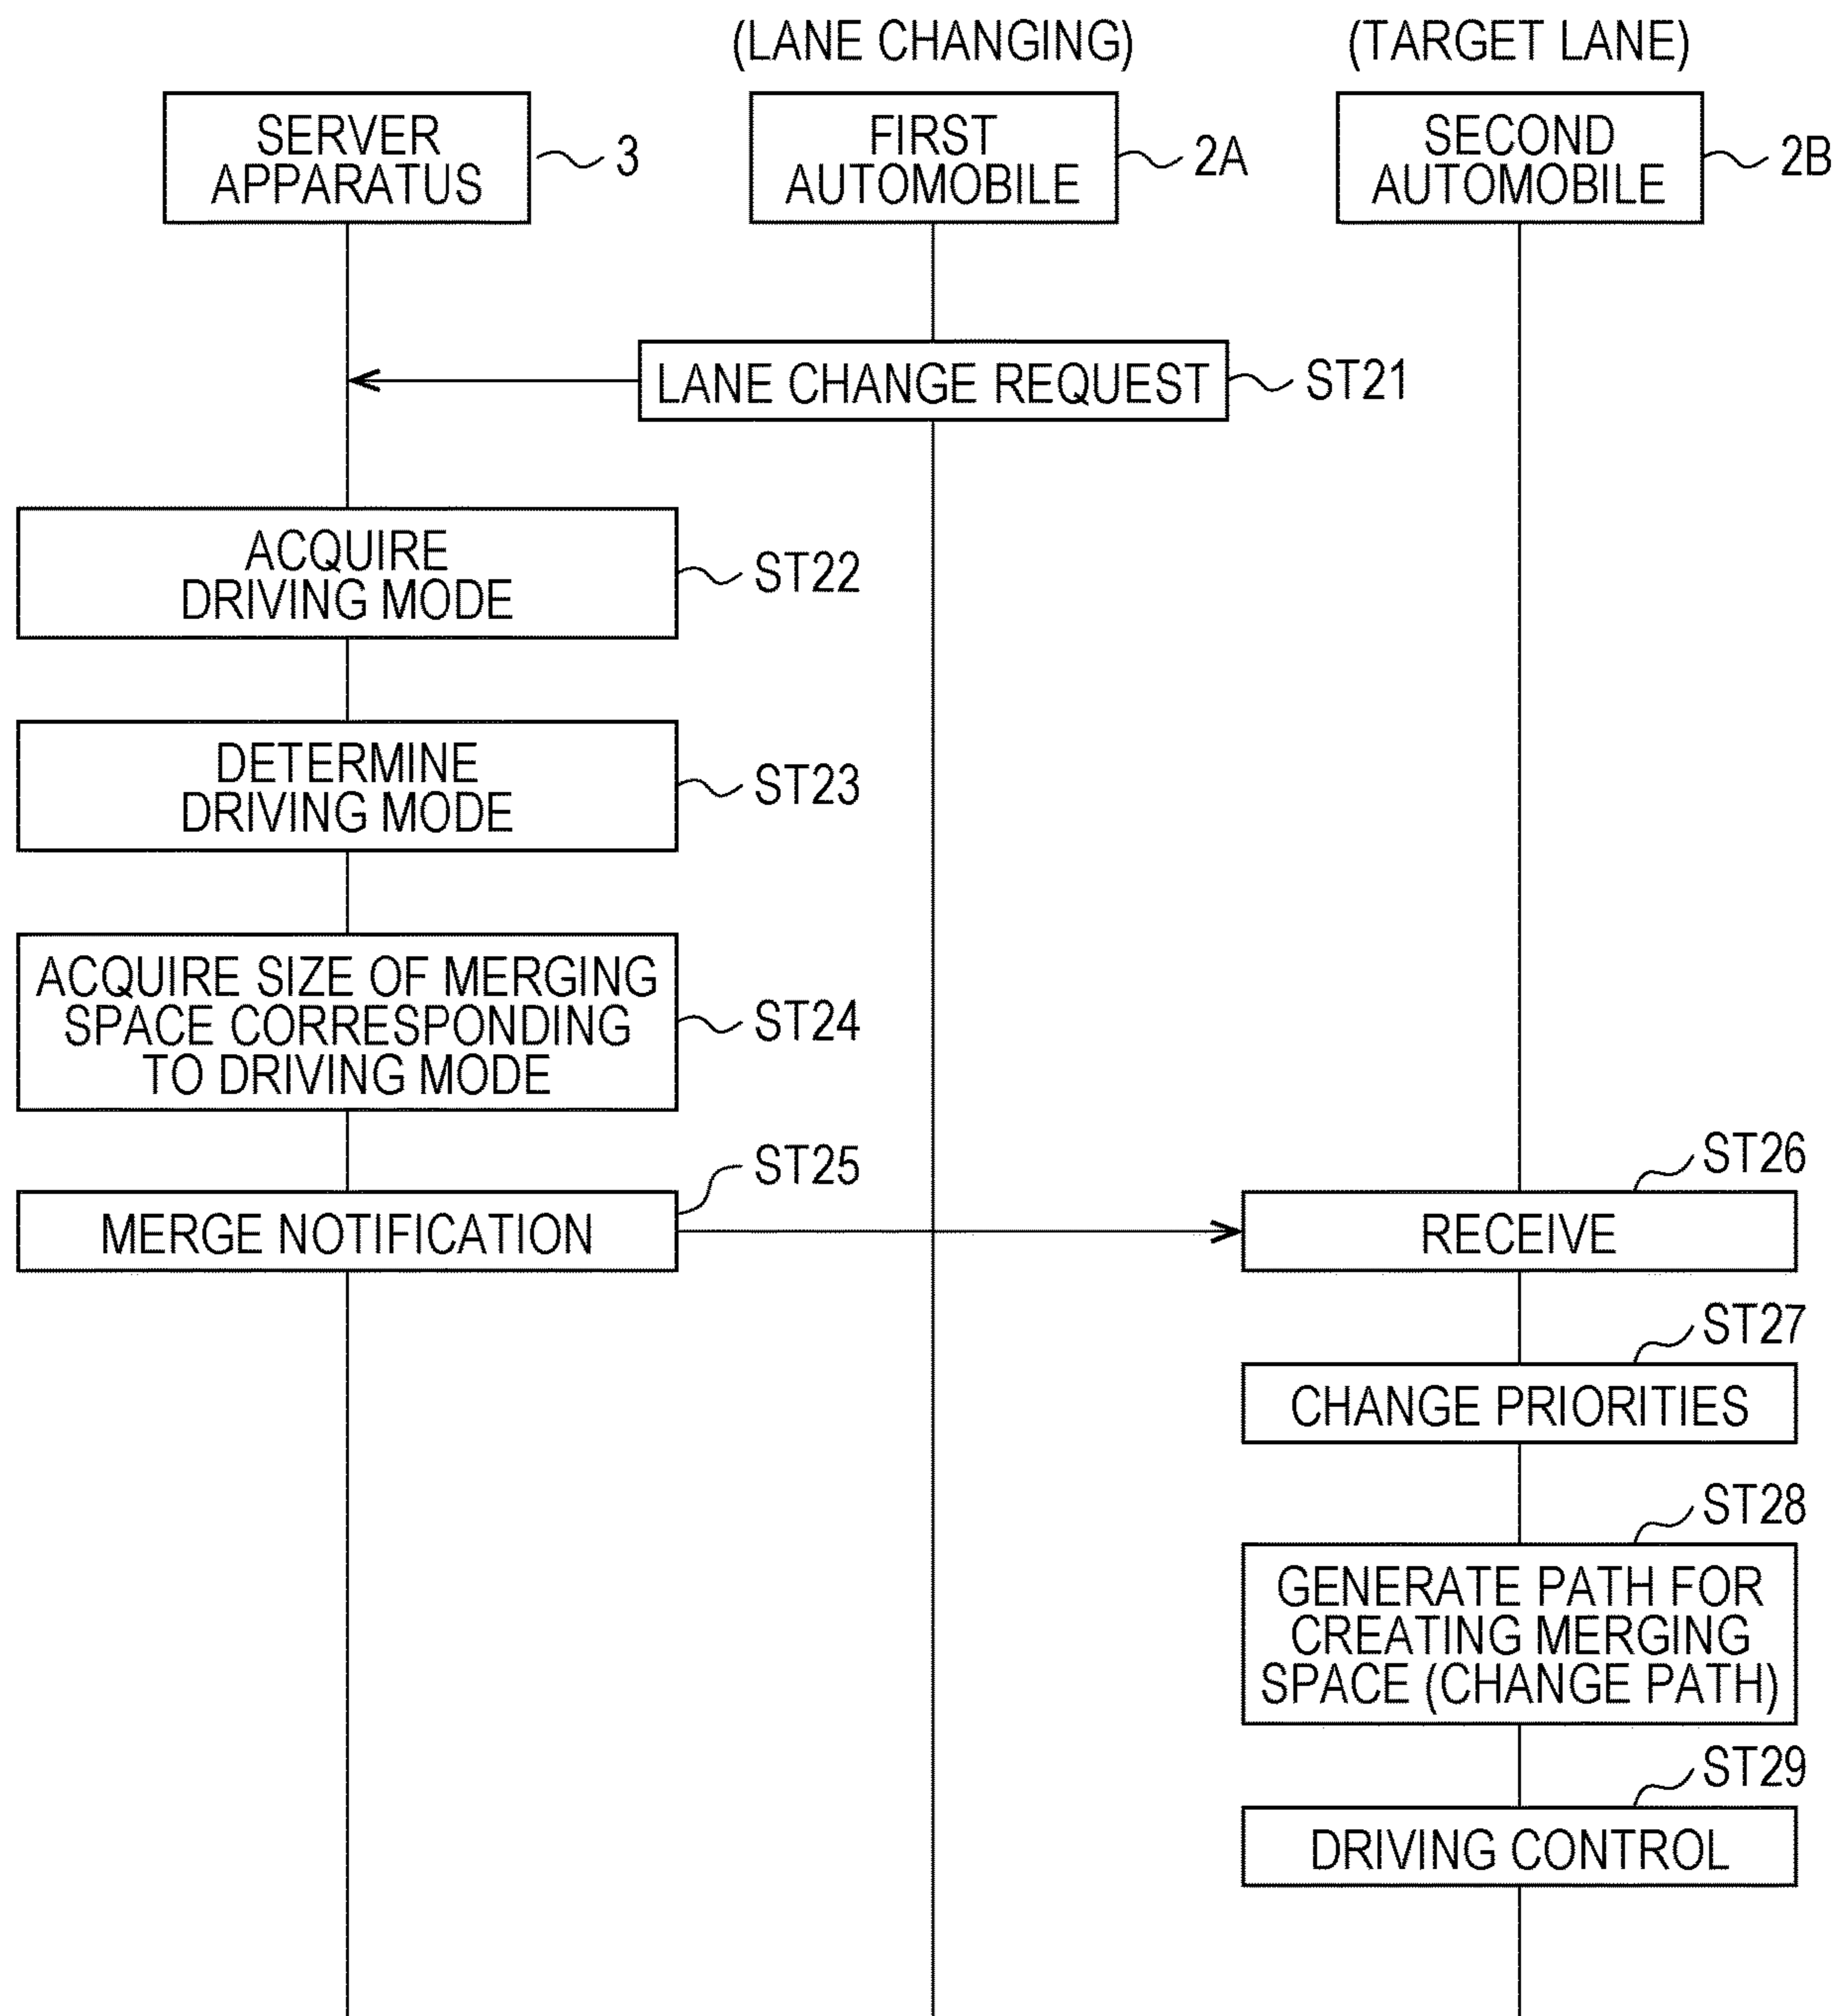 (LANE CHANGING)
(TARGET LANE)
SERVER
APPARATUS
3
FIRST
AUTOMOBILE
2A
SECOND
AUTOMOBILE
2B
LANE CHANGE REQUEST
ST21
ACQUIRE
DRIVING MODE
ST22
DETERMINE
DRIVING MODE
ST23
ACQUIRE SIZE OF MERGING
SPACE CORRESPONDING
TO DRIVING MODE
ST24
MERGE NOTIFICATION
ST25
ST26
RECEIVE
ST27
CHANGE PRIORITIES
ST28
GENERATE PATH FOR
CREATING MERGING
SPACE (CHANGE PATH)
ST29
DRIVING CONTROL